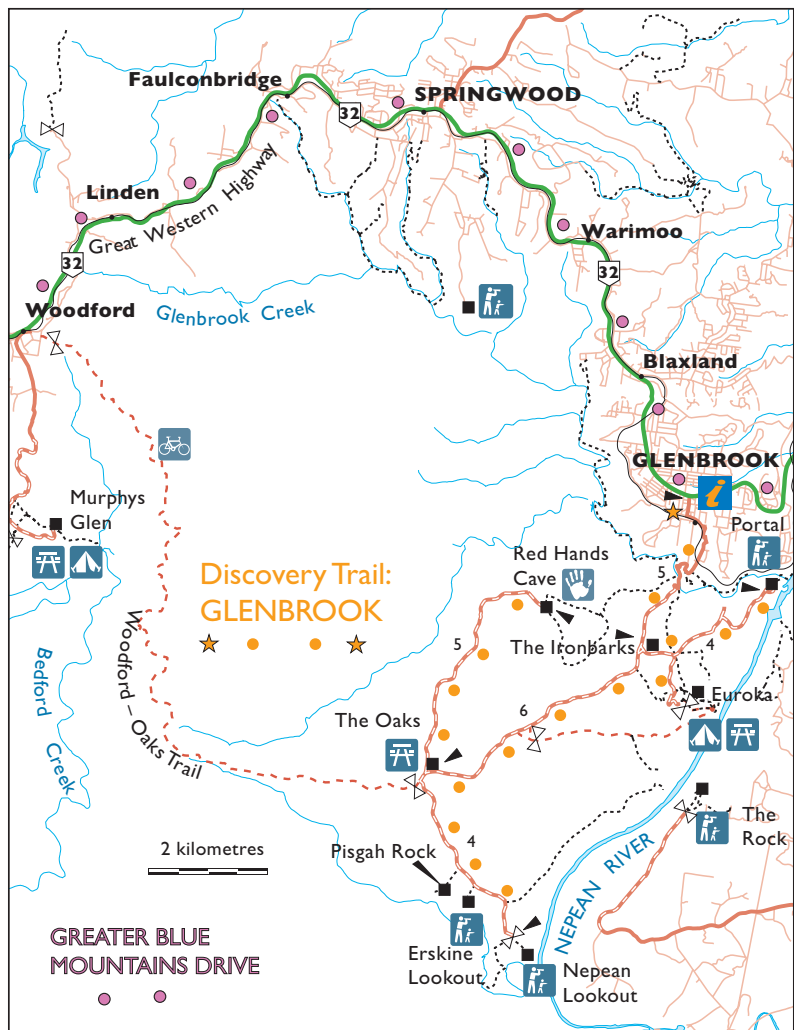 Faulconbridge
SPRINGWOOD
32
Linden
Great Western Highway
Warimoo
32
32
Woodford
Glenbrook Creek
Blaxland
GLENBROOK
i
Murphys
Glen
Portal
Red Hands
Cave
5
Discovery Trail:
GLENBROOK
The Ironbarks
4
5
Woodford – Oaks Trail
Bedford
Creek
Euroka
6
The Oaks
2 kilometres
Pisgah Rock
4
The
Rock
NEPEAN RIVER
GREATER BLUE
MOUNTAINS DRIVE
Erskine
Lookout
Nepean
Lookout